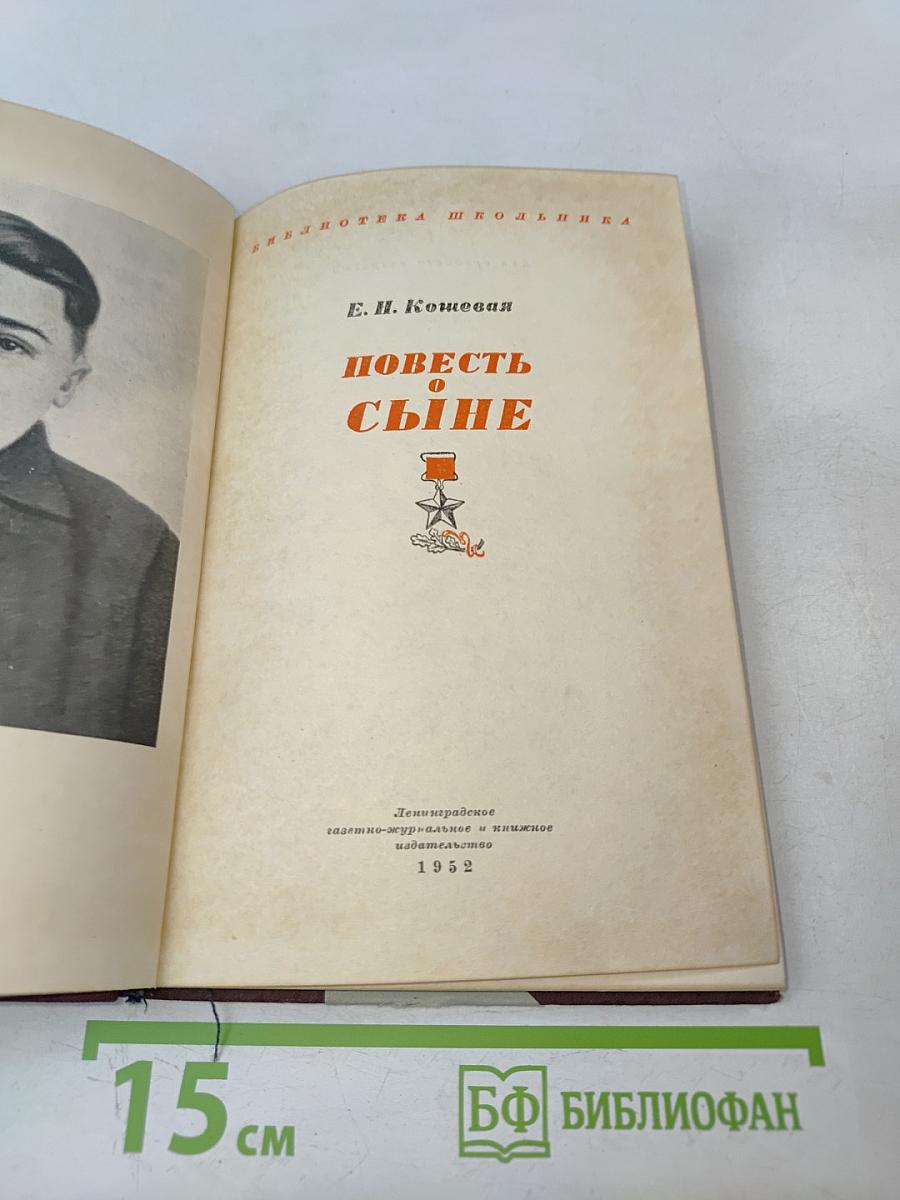 БИБЛИОТЕКА ШКОЛЬНИКА
Е. Н. Кошевая
ПОВЕСТЬ
О
СЫНЕ
Ленинградское
газетно-журнальное и книжное
издательство
1952
15 см
БФ БИБЛИОФАН